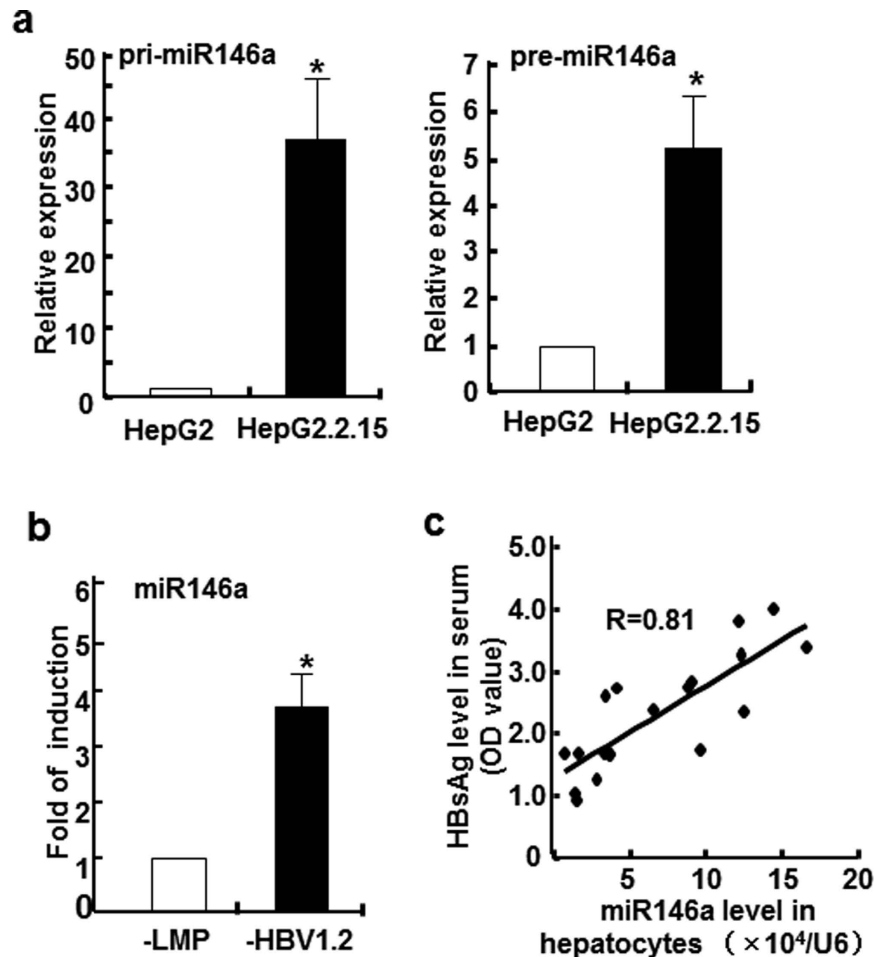 a
pri-miR146a
*
Relative expression
50
40
30
20
10
0
HepG2 HepG2.2.15
pre-miR146a
*
Relative expression
7
6
5
4
3
2
1
0
HepG2 HepG2.2.15
b
miR146a
*
Fold of induction
6
5
4
3
2
1
0
-LMP -HBV1.2
c
R=0.81
HBsAg level in serum
(OD value)
5.0
4.0
3.0
2.0
1.0
0
5 10 15 20
miR146a level in
hepatocytes （×10⁴/U6）